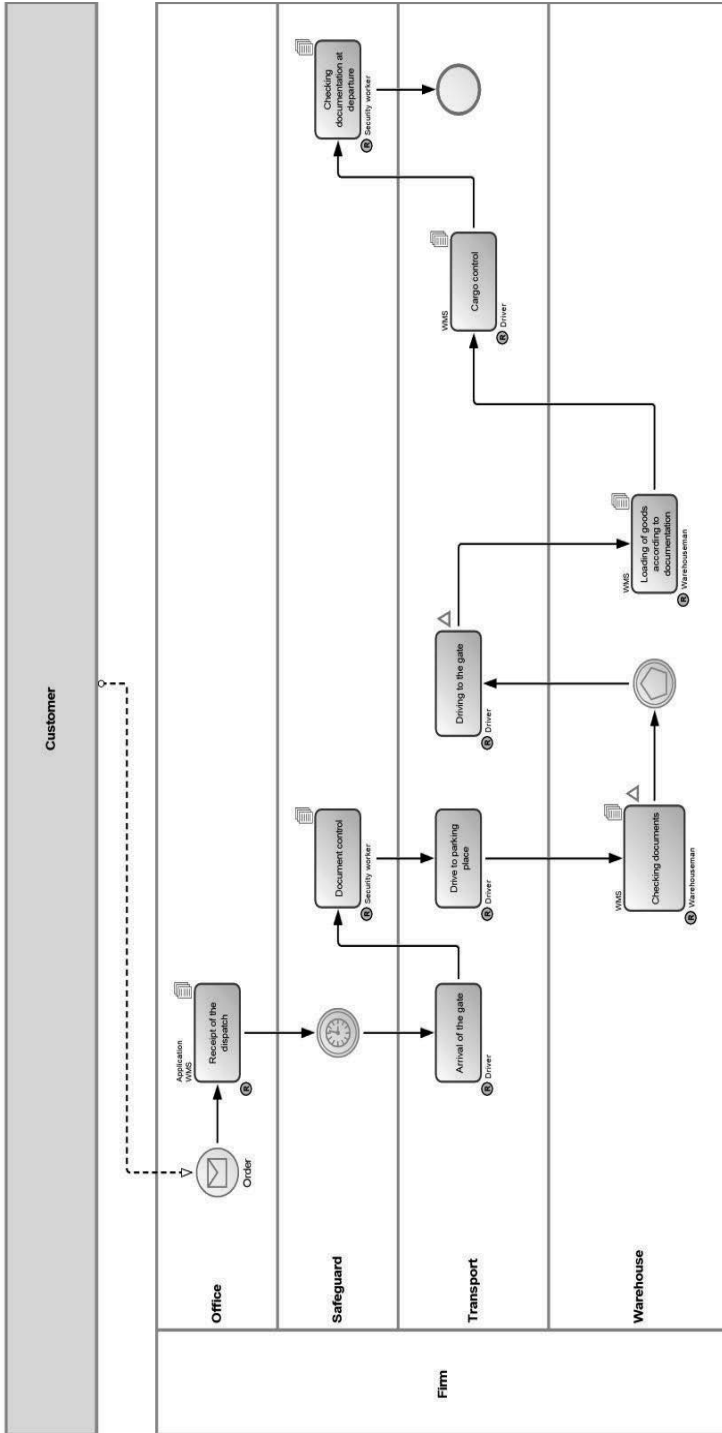 Customer
Firm
Office
Order
Application
WMS
Receipt of the
dispatch
R
Safeguard
Document control
R Security worker
Checking
documentation at
departure
R Security worker
Transport
Arrival of the gate
R Driver
Drive to parking
place
R Driver
Driving to the gate
R Driver
WMS
Cargo control
R Driver
Warehouse
WMS
Checking documents
R Warehouseman
WMS
Loading of goods
according to
documentation
R Warehouseman